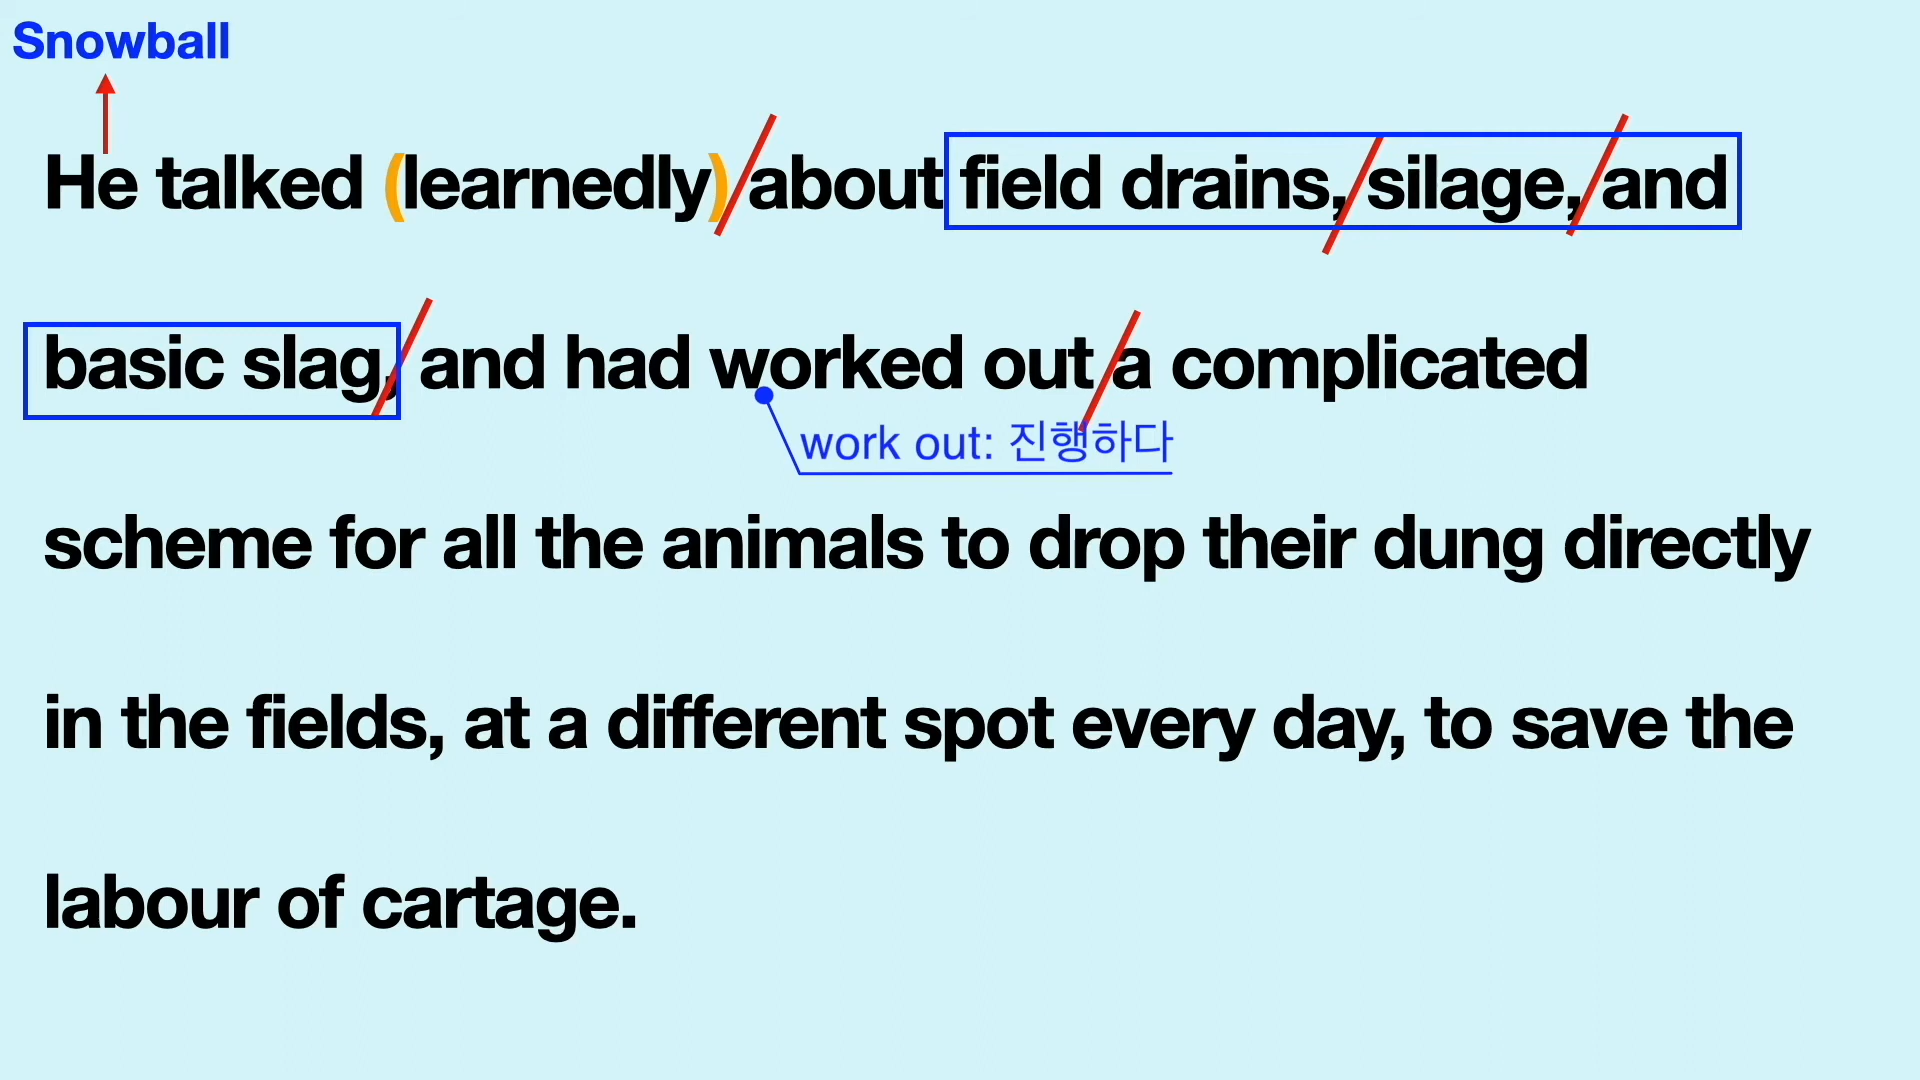 Snowball
He talked (learnedly) about field drains, silage, and
basic slag, and had worked out a complicated
work out: 진행하다
scheme for all the animals to drop their dung directly
in the fields, at a different spot every day, to save the
labour of cartage.